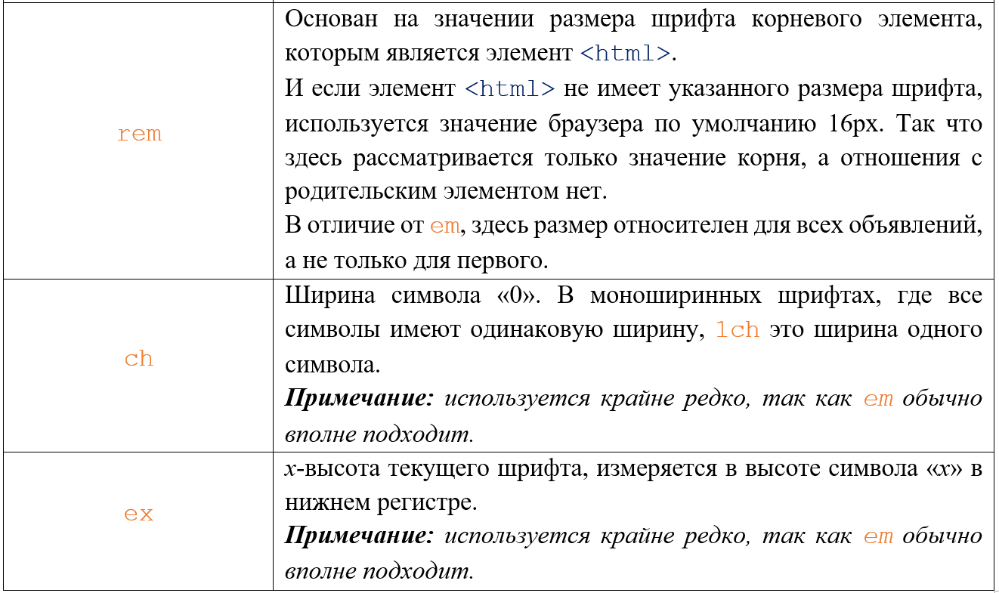 Основан на значении размера шрифта корневого элемента,
которым является элемент <html>.
И если элемент <html> не имеет указанного размера шрифта,
используется значение браузера по умолчанию 16px. Так что
rem
здесь рассматривается только значение корня, а отношения с
родительским элементом нет.
В отличие от em, здесь размер относителен для всех объявлений,
а не только для первого.
Ширина символа «0». В моноширинных шрифтах, где все
символы имеют одинаковую ширину, 1ch это ширина одного
ch
символа.
Примечание: используется крайне редко, так как em обычно
вполне подходит.
x-высота текущего шрифта, измеряется в высоте символа «x» в
нижнем регистре.
ex
Примечание: используется крайне редко, так как em обычно
вполне подходит.